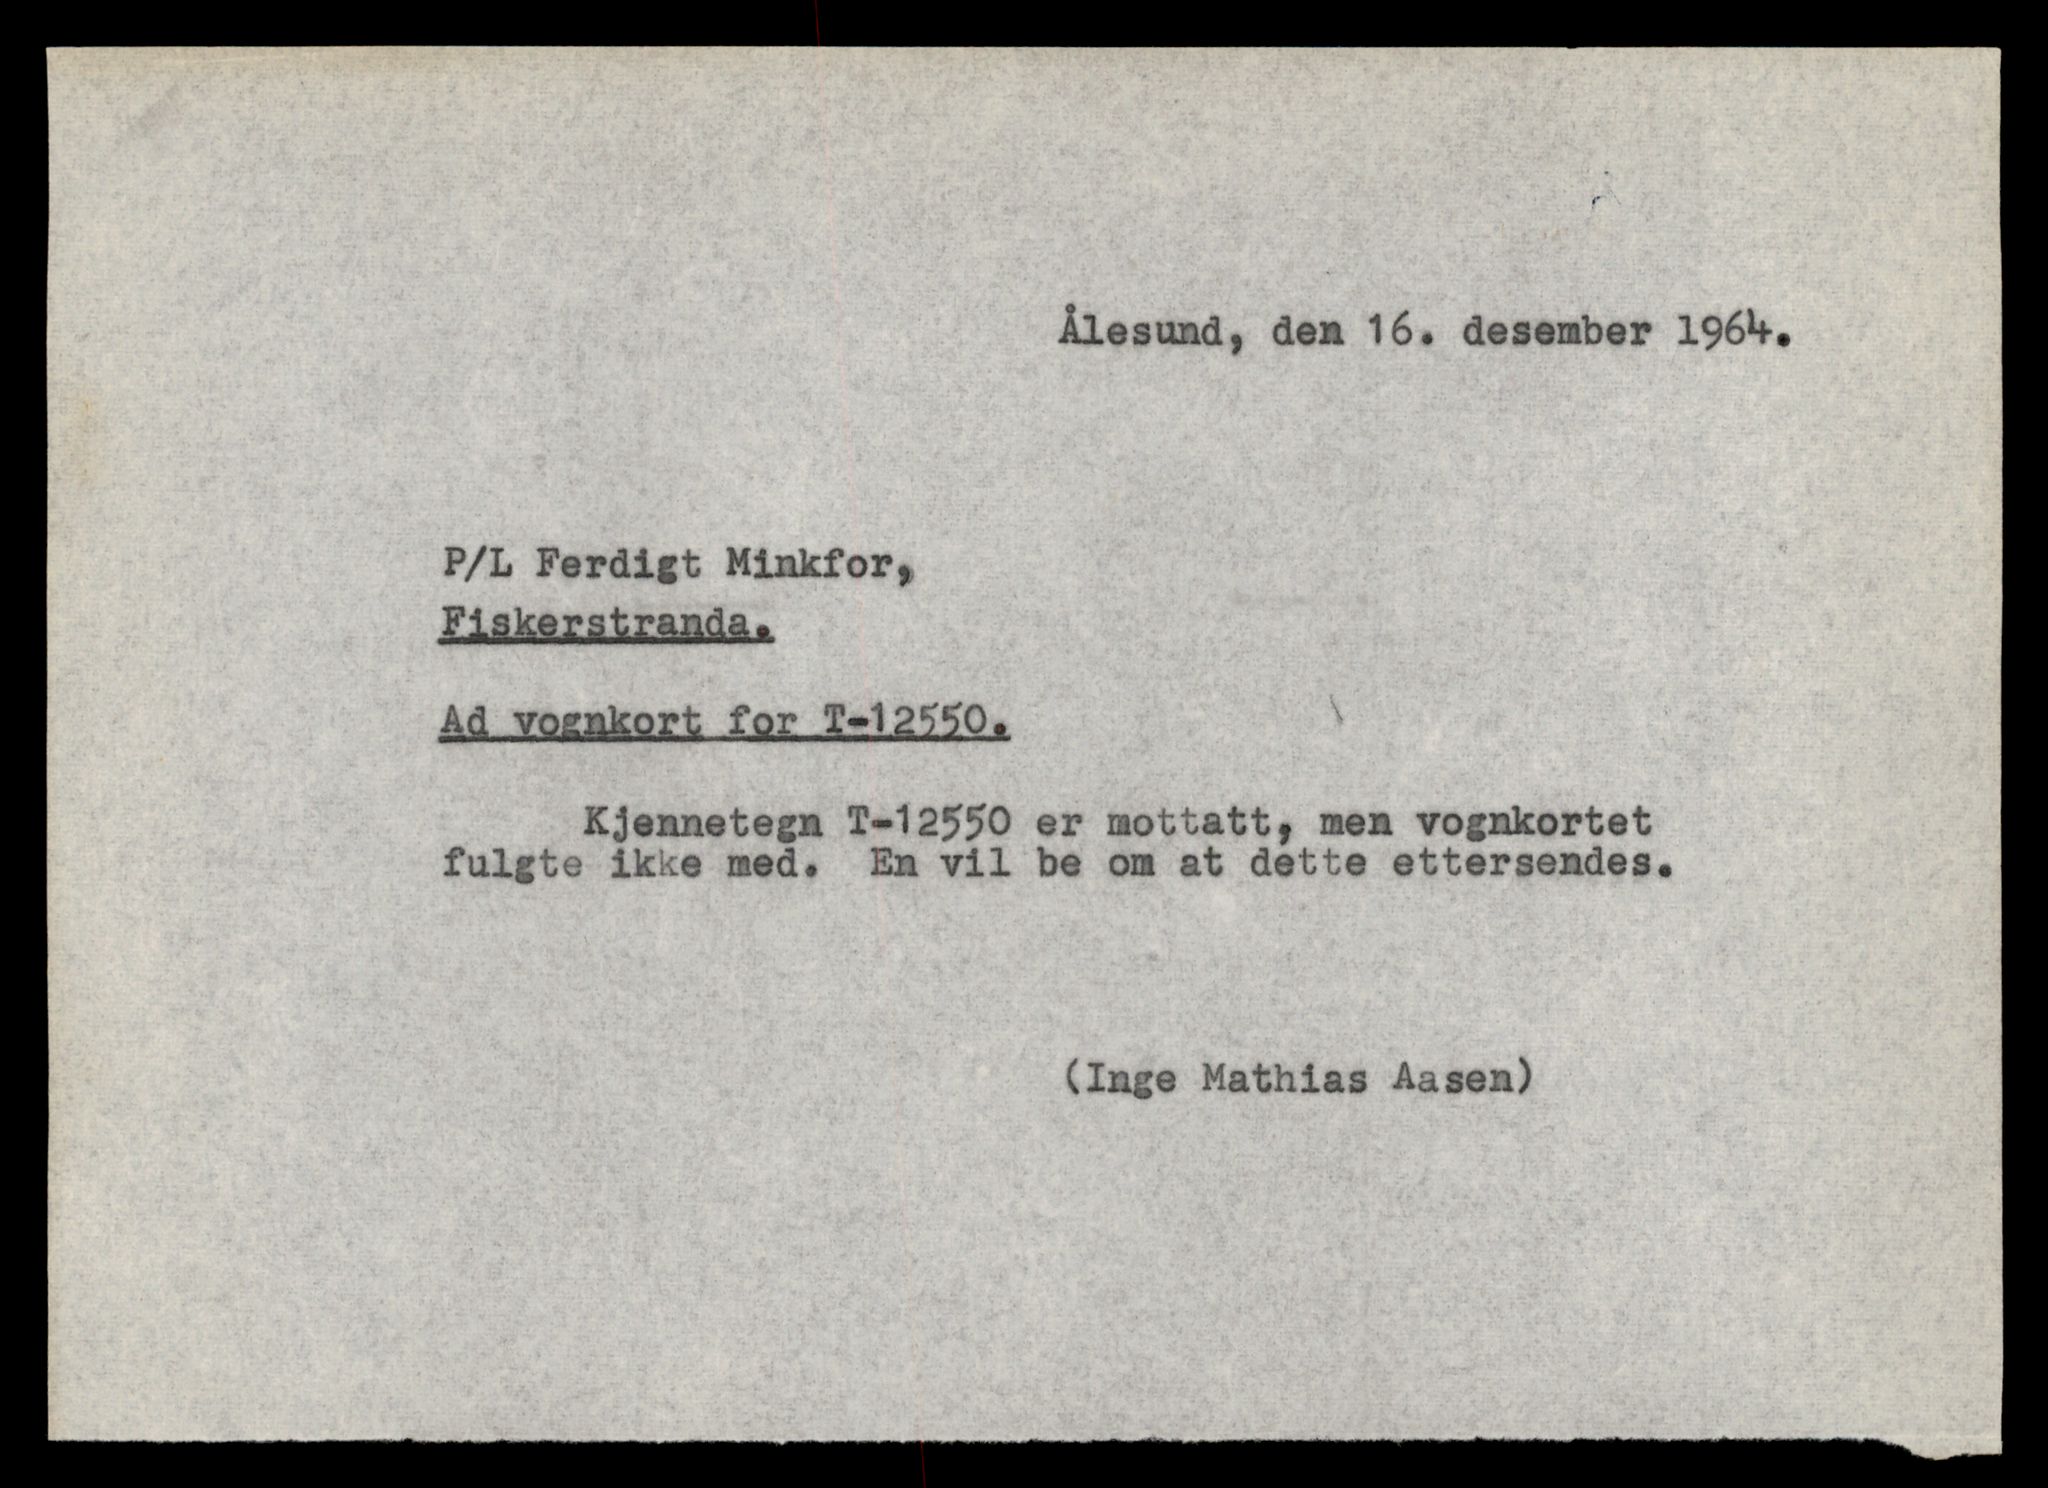 Ålesund, den 16. desember 1964.
P/L Ferdigt Minkfor,
Fiskerstranda.
Ad vognkort for T-12550.
Kjennetegn T-12550 er mottatt, men vognkortet
fulgte ikke med. En vil be om at dette ettersendes.
(Inge Mathias Aasen)